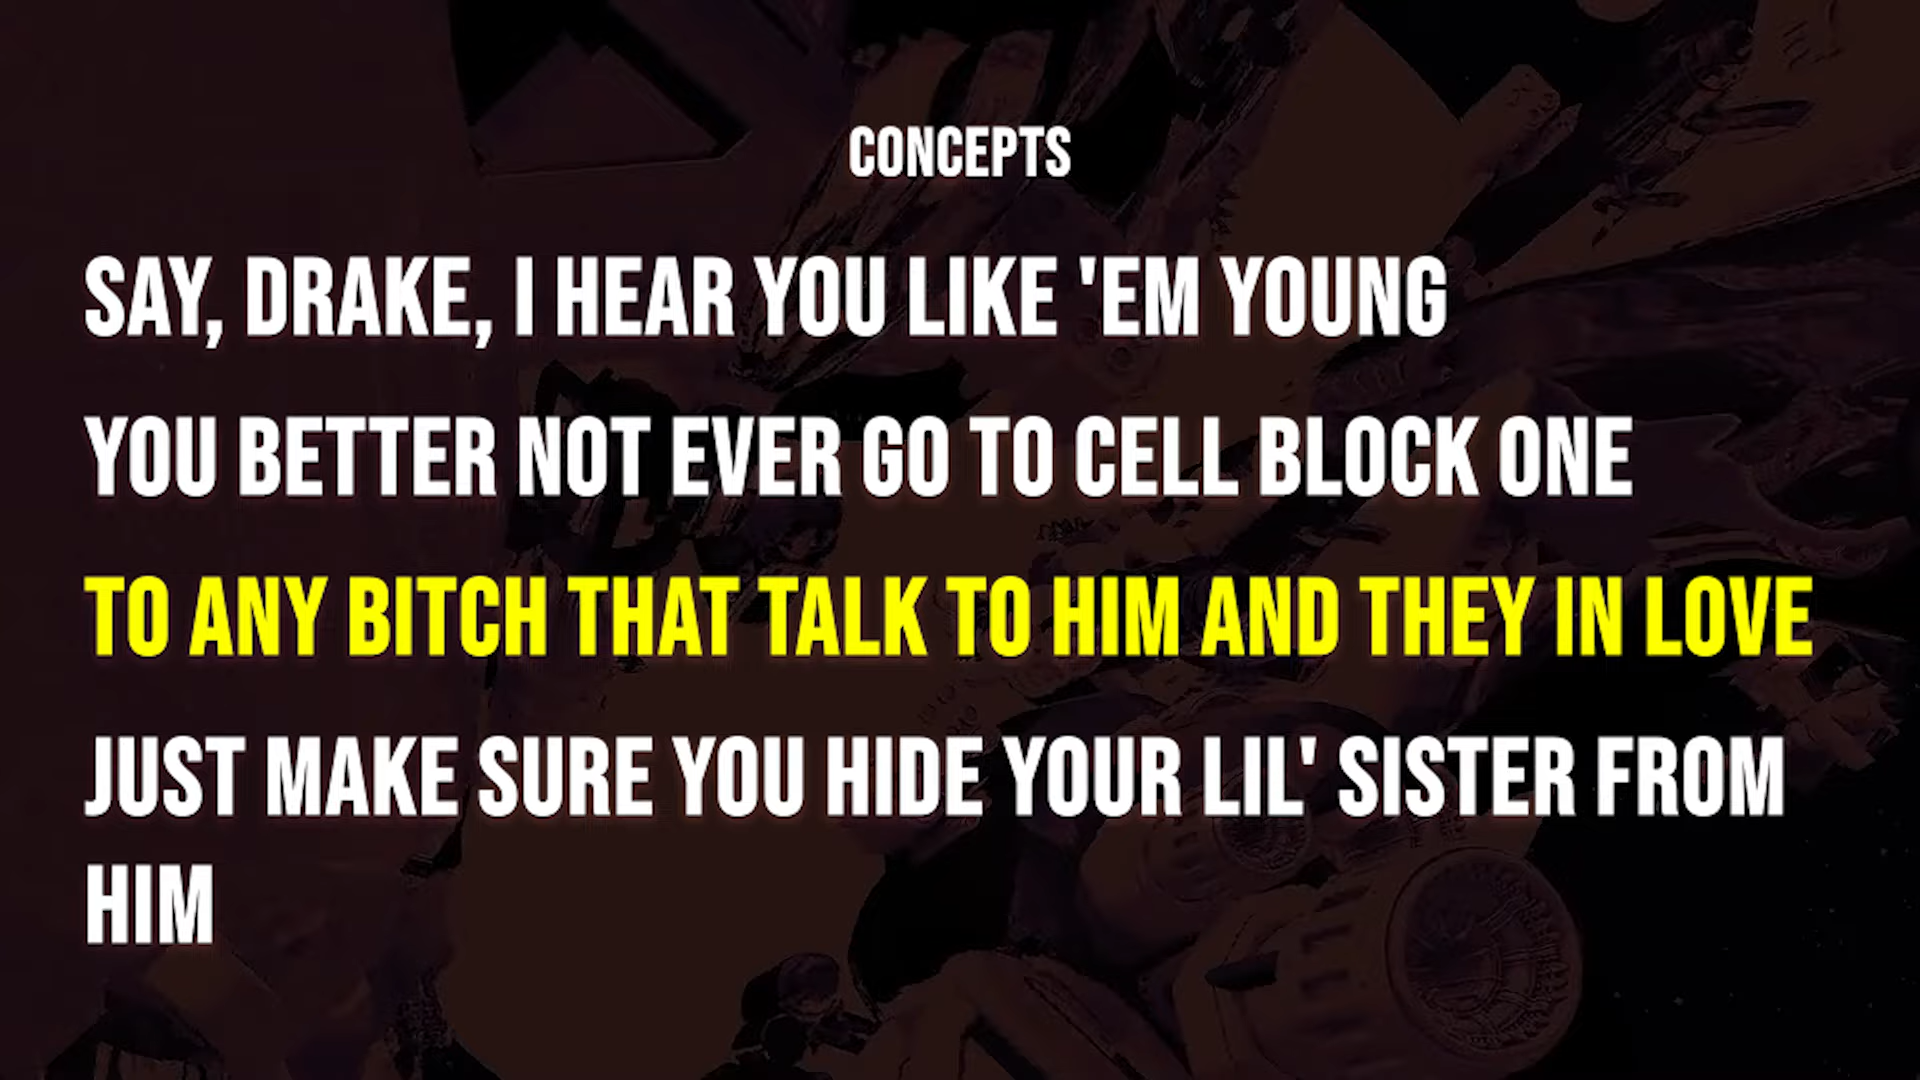 CONCEPTS
SAY, DRAKE, I HEAR YOU LIKE 'EM YOUNG
YOU BETTER NOT EVER GO TO CELL BLOCK ONE
TO ANY BITCH THAT TALK TO HIM AND THEY IN LOVE
JUST MAKE SURE YOU HIDE YOUR LIL' SISTER FROM
HIM